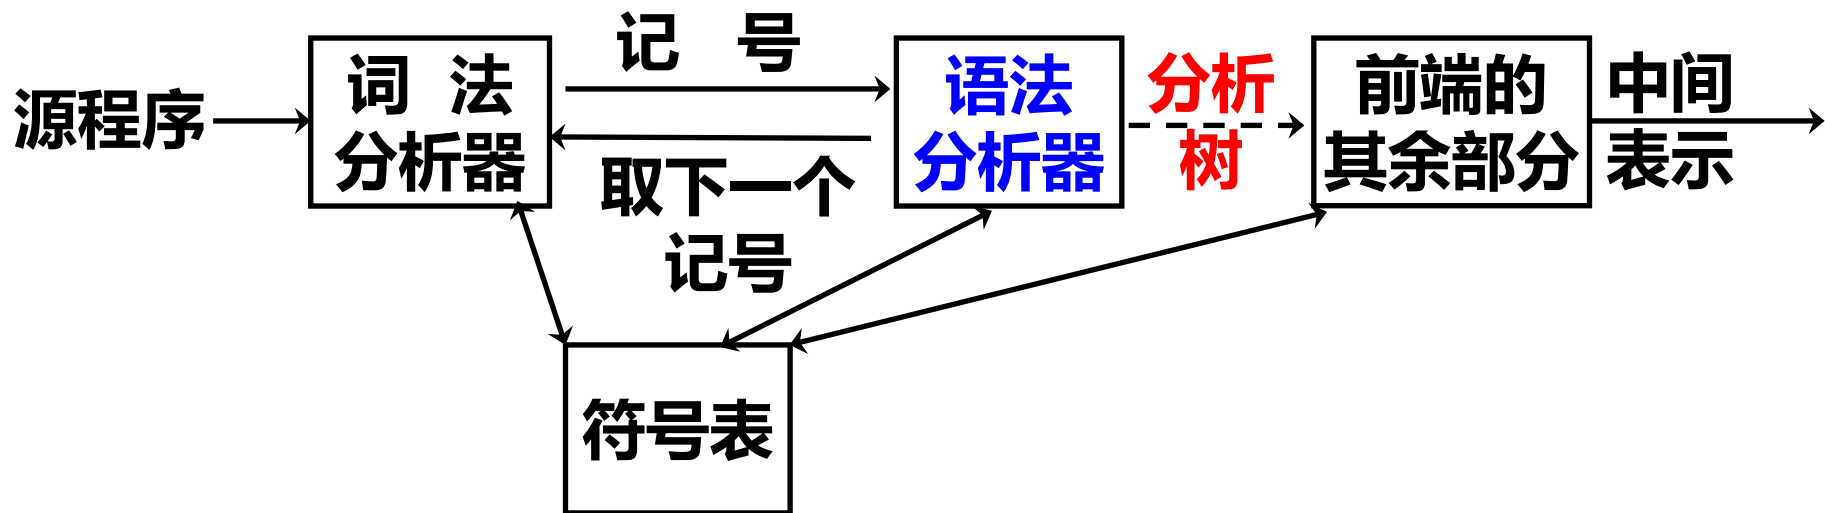 源程序
词 法
分析器
记 号
取下一个
记号
语法
分析器
分析
树
前端的
其余部分
中间
表示
符号表